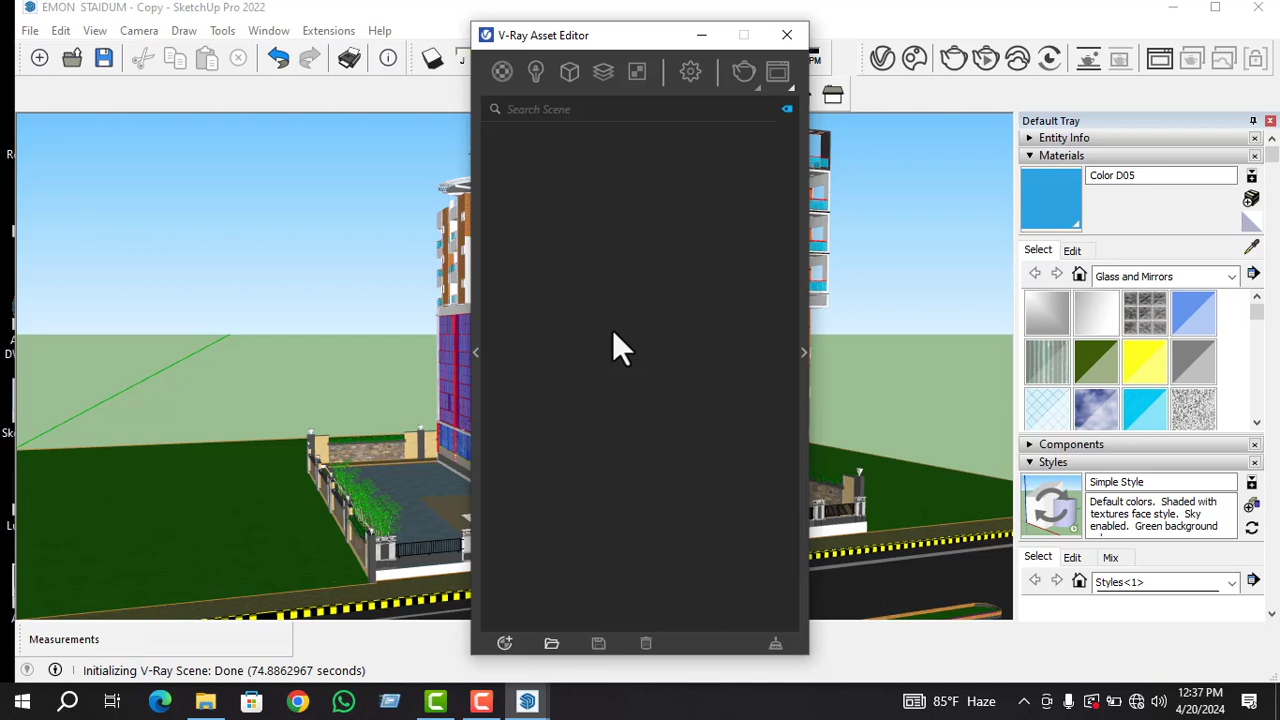 EMON STAIDUM - Copy - SketchUp Pro 2022
File Edit View Camera Draw Tools Window Extensions Help
V-Ray Asset Editor
Search Scene
PM
Default Tray
Entity Info
Materials
Color D05
Select Edit
Glass and Mirrors
Components
Styles
Simple Style
Default colors. Shaded with
textures face style. Sky
enabled. Green background
Select Edit Mix
Styles<1>
Measurements
Initializing V-Ray Scene: Done (74.8862967 seconds)
85°F Haze
12:37 PM
4/20/2024